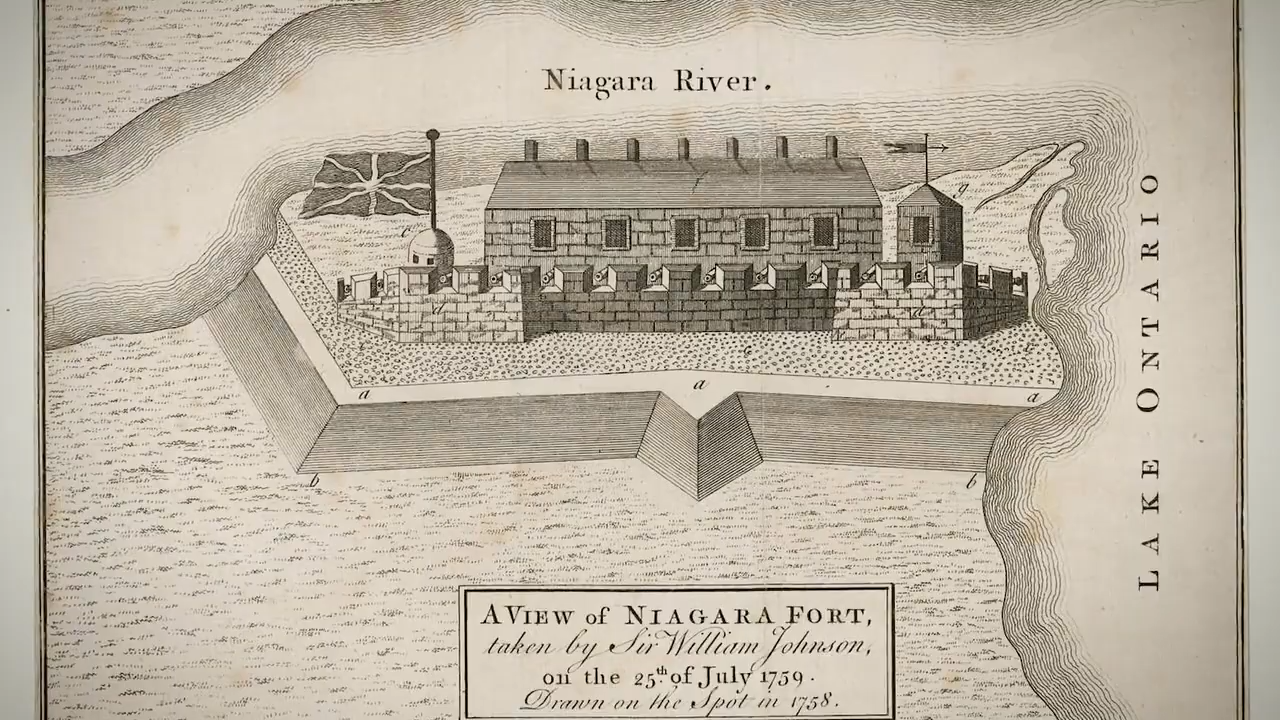 Niagara River.
f
g
e
d
d
c
c
a
a
a
b
b
LAKE ONTARIO
A VIEW of NIAGARA FORT,
taken by Sir William Johnson,
on the 25th of July 1759.
Drawn on the Spot in 1758.